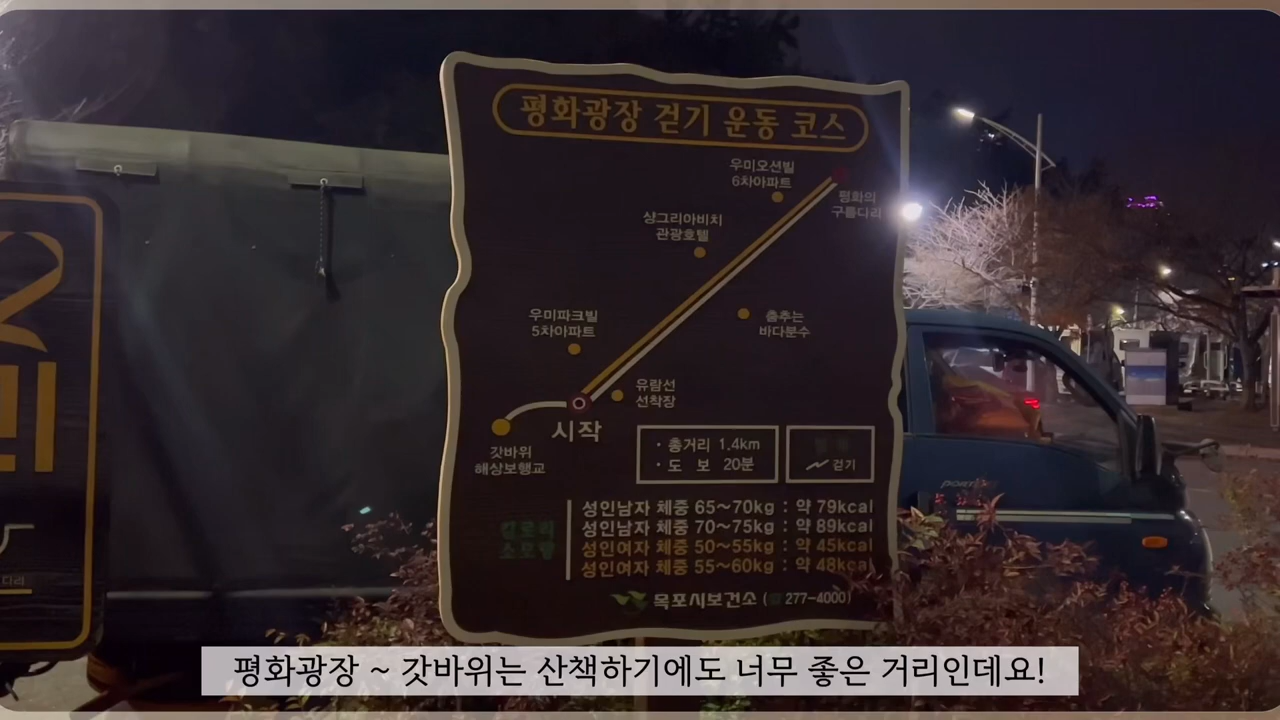 평화광장 걷기 운동 코스
우미오션빌
6차아파트
평화의
구름다리
샹그리아비치
관광호텔
우미파크빌
5차아파트
춤추는
바다분수
유람선
선착장
시작
갓바위
해상보행교
· 총거리 1.4km
· 도 보 20분
걷기
칼로리
소모량
성인남자 체중 65~70kg : 약 79kcal
성인남자 체중 70~75kg : 약 89kcal
성인여자 체중 50~55kg : 약 45kcal
성인여자 체중 55~60kg : 약 48kcal
목포시보건소 (☎ 277-4000)
평화광장 ~ 갓바위는 산책하기에도 너무 좋은 거리인데요!